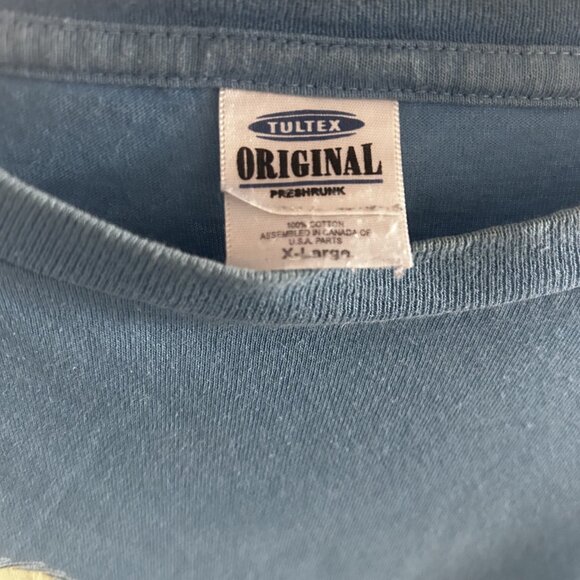 TULTEX
ORIGINAL
PRESHRUNK
100% COTTON
ASSEMBLED IN CANADA OF
U.S.A. PARTS
X-Large